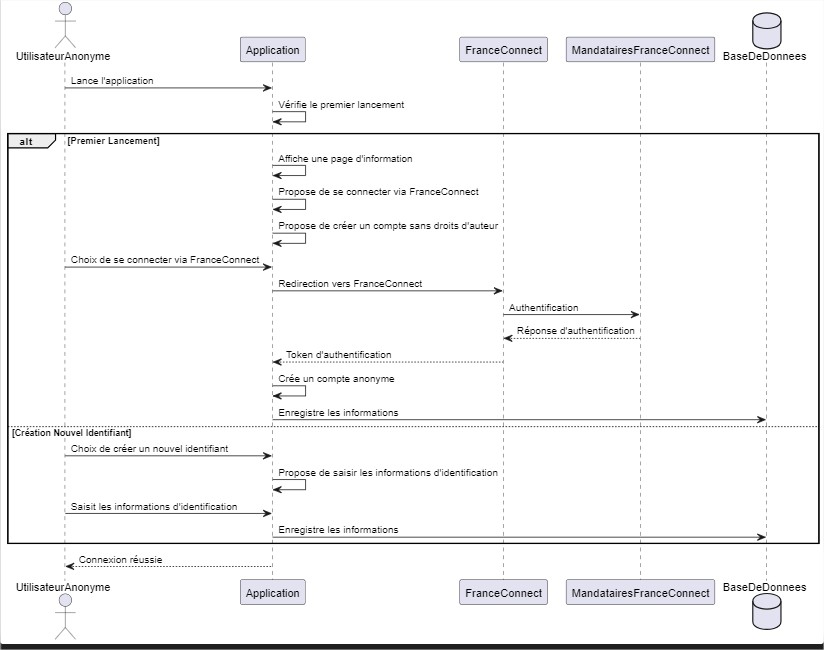 UtilisateurAnonyme
Application
FranceConnect
MandatairesFranceConnect
BaseDeDonnees
Lance l'application
Vérifie le premier lancement
alt
[Premier Lancement]
Affiche une page d'information
Propose de se connecter via FranceConnect
Propose de créer un compte sans droits d'auteur
Choix de se connecter via FranceConnect
Redirection vers FranceConnect
Authentification
Réponse d'authentification
Token d'authentification
Crée un compte anonyme
Enregistre les informations
[Création Nouvel Identifiant]
Choix de créer un nouvel identifiant
Propose de saisir les informations d'identification
Saisit les informations d'identification
Enregistre les informations
Connexion réussie
UtilisateurAnonyme
Application
FranceConnect
MandatairesFranceConnect
BaseDeDonnees